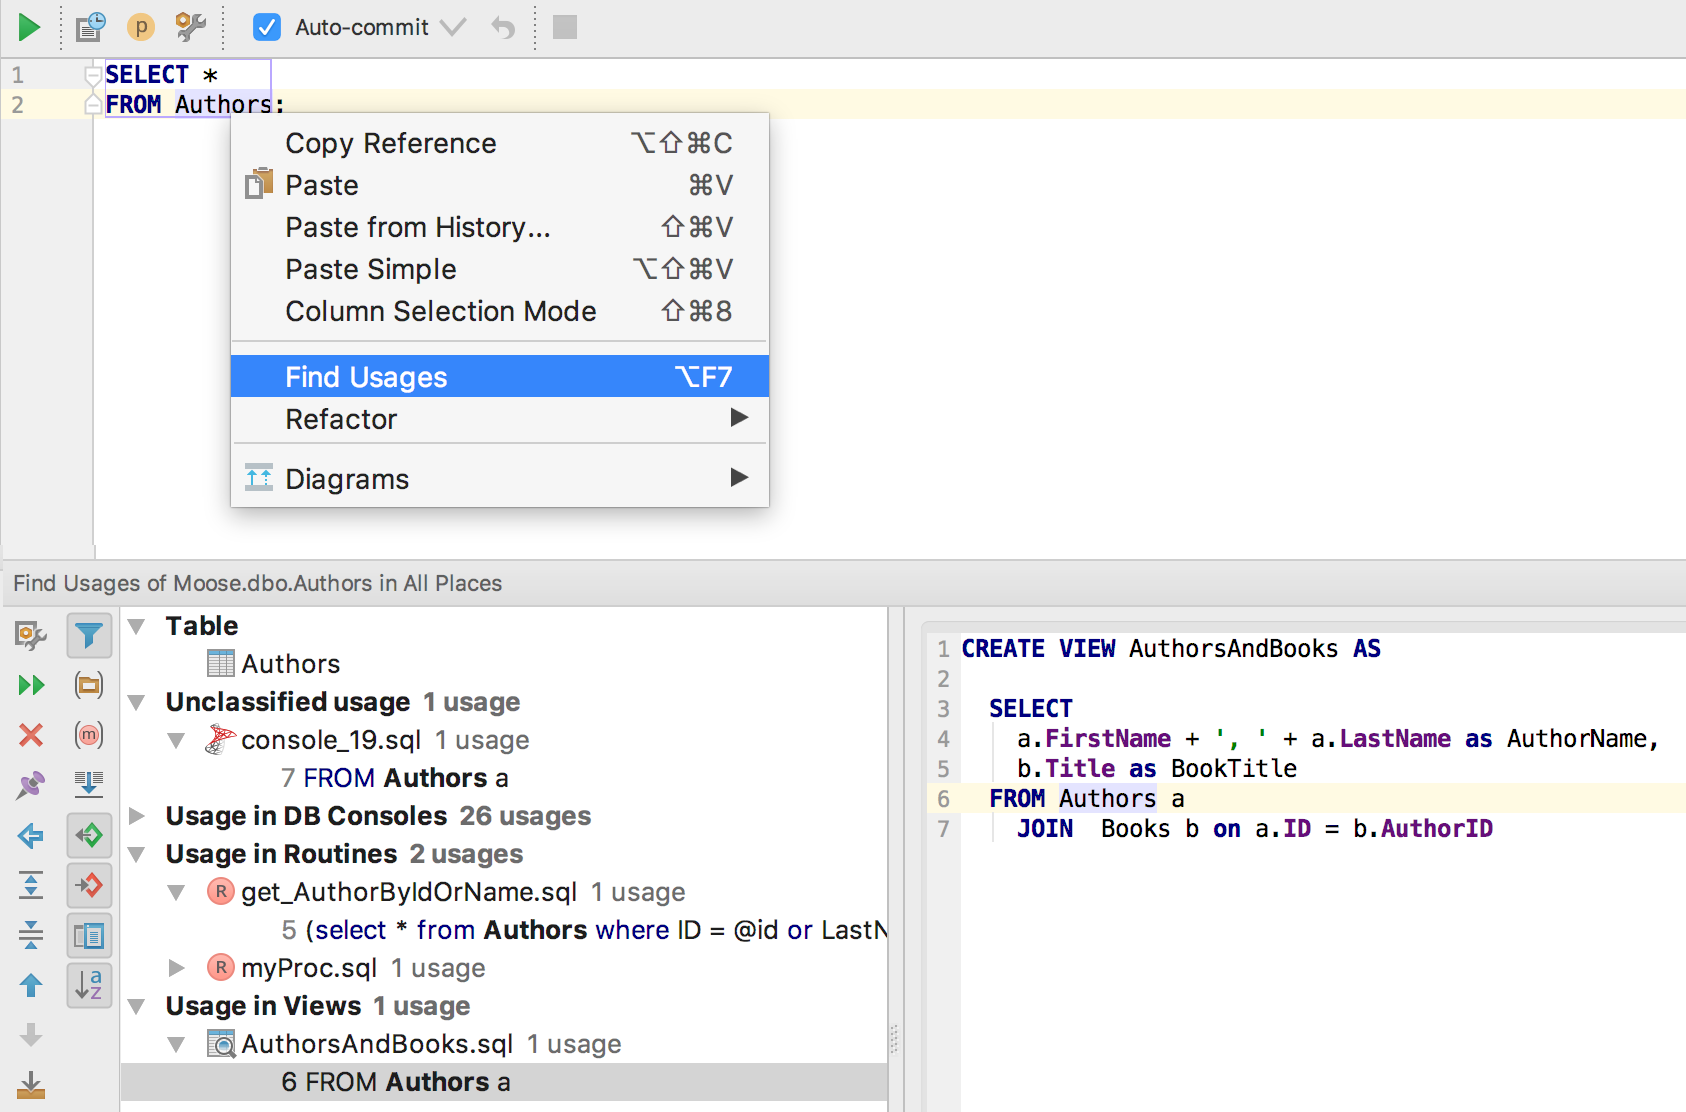 p Auto-commit
1 SELECT *
2 FROM Authors;
Copy Reference ⌥⇧⌘C
Paste ⌘V
Paste from History... ⇧⌘V
Paste Simple ⌥⇧⌘V
Column Selection Mode ⇧⌘8
Find Usages ⌥F7
Refactor
Diagrams
Find Usages of Moose.dbo.Authors in All Places
Table
Authors
Unclassified usage 1 usage
console_19.sql 1 usage
7 FROM Authors a
Usage in DB Consoles 26 usages
Usage in Routines 2 usages
R get_AuthorByIdOrName.sql 1 usage
5 (select * from Authors where ID = @id or LastN
R myProc.sql 1 usage
Usage in Views 1 usage
AuthorsAndBooks.sql 1 usage
6 FROM Authors a
(m)
a
z
1 CREATE VIEW AuthorsAndBooks AS
2
3 SELECT
4 a.FirstName + ', ' + a.LastName as AuthorName,
5 b.Title as BookTitle
6 FROM Authors a
7 JOIN  Books b on a.ID = b.AuthorID